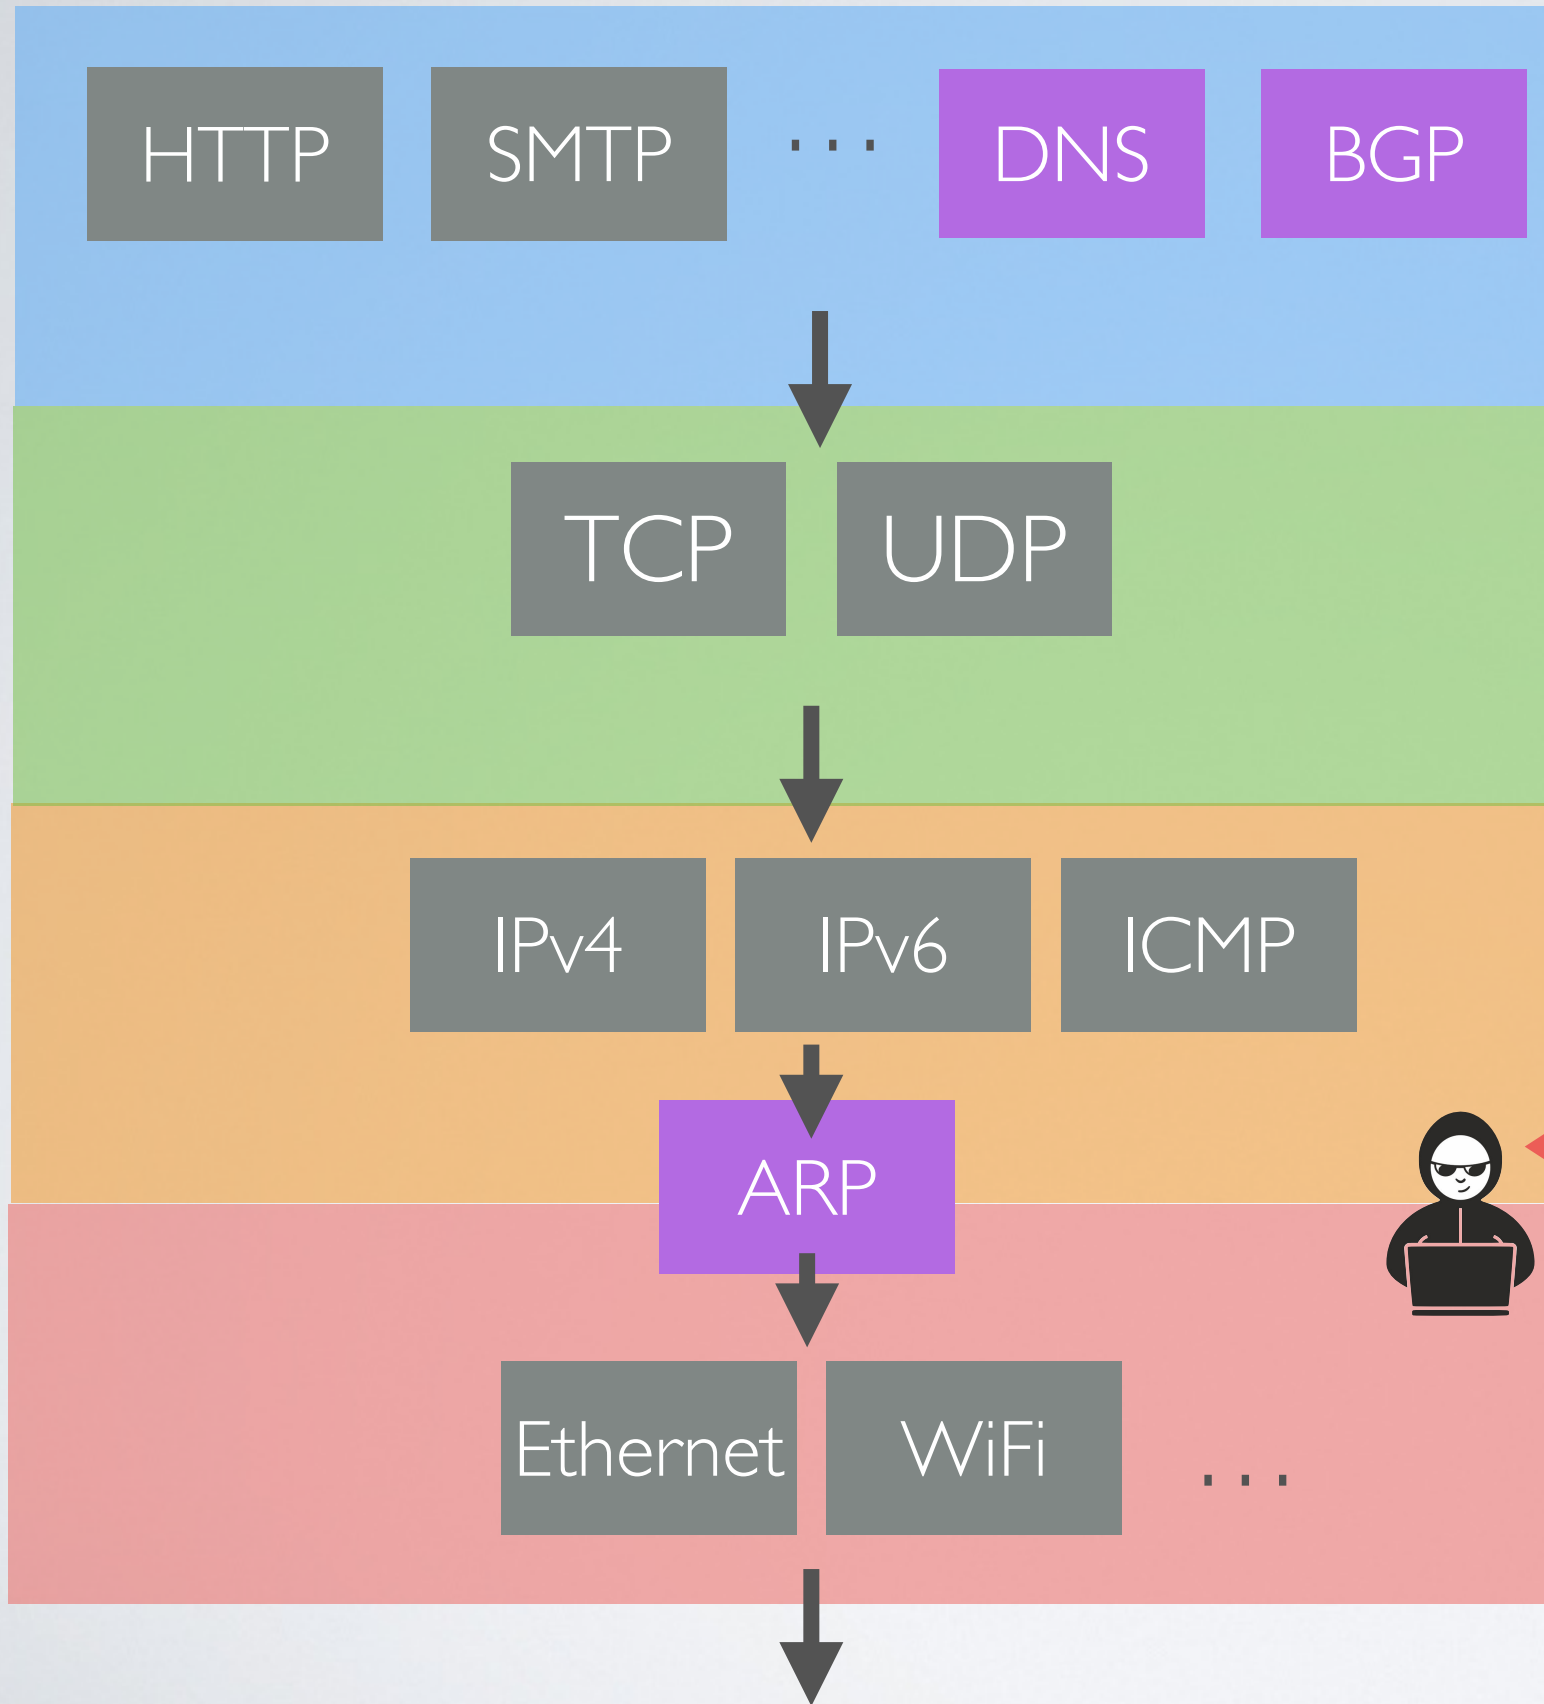 HTTP SMTP ... DNS BGP
TCP UDP
IPv4 IPv6 ICMP
ARP
Ethernet WiFi ...